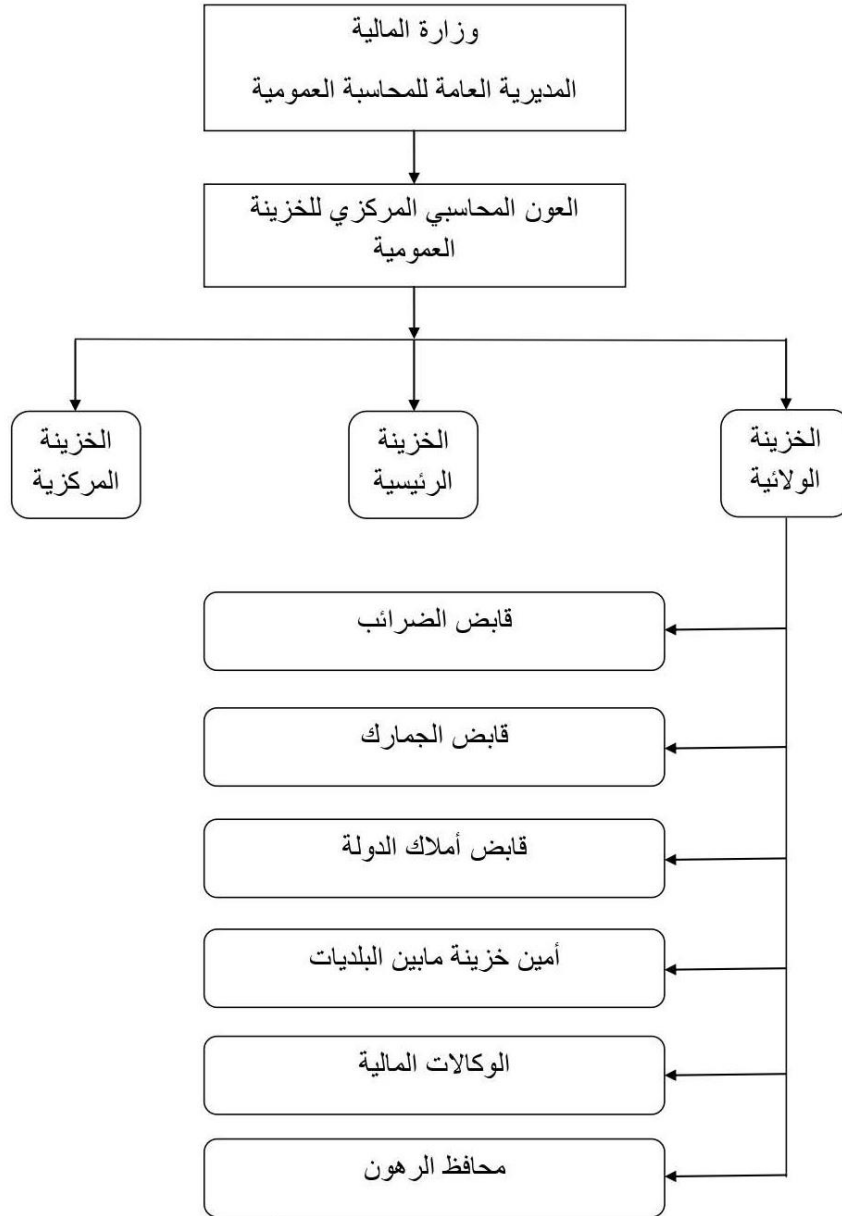 وزارة المالية
المديرية العامة للمحاسبة العمومية
العون المحاسبي المركزي للخزينة
العمومية
الخزينة
الولائية
الخزينة
الرئيسية
الخزينة
المركزية
قابض الضرائب
قابض الجمارك
قابض أملاك الدولة
أمين خزينة مابين البلديات
الوكالات المالية
محافظ الرهون